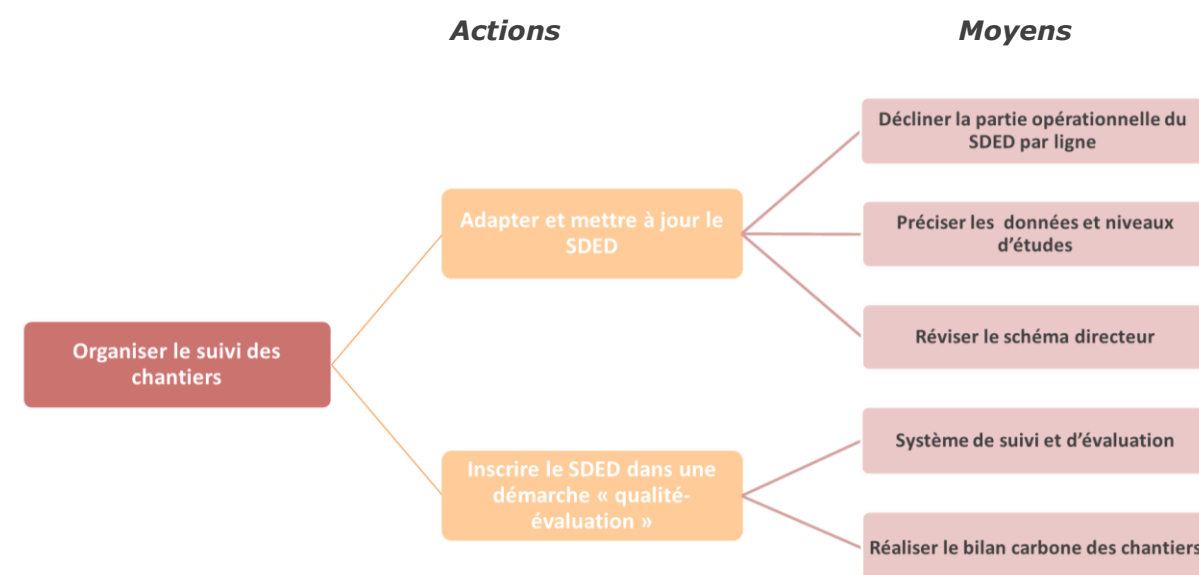 Actions
Moyens
Décliner la partie opérationnelle du
SDED par ligne
Adapter et mettre à jour le
SDED
Préciser les  données et niveaux
d’études
Réviser le schéma directeur
Organiser le suivi des
chantiers
Système de suivi et d’évaluation
Inscrire le SDED dans une
démarche « qualité-
évaluation »
Réaliser le bilan carbone des chantiers